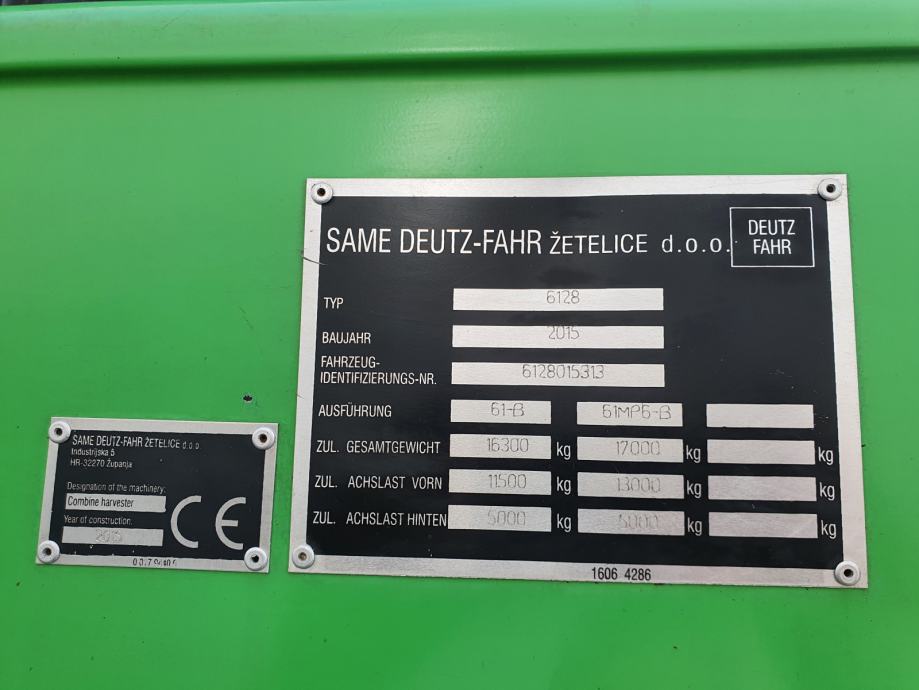 SAME DEUTZ-FAHR ŽETELICE d.o.o.
DEUTZ
FAHR
TYP 6128
BAUJAHR 2015
FAHRZEUG-
IDENTIFIZIERUNGS-NR. 6128015313
AUSFÜHRUNG 61-B 61MP6-B
ZUL. GESAMTGEWICHT 16300 kg 17000 kg kg
ZUL. ACHSLAST VORN 11500 kg 13000 kg kg
ZUL. ACHSLAST HINTEN 5000 kg 5000 kg kg
1606 4286
SAME DEUTZ-FAHR ŽETELICE d.o.o.
Industrijska 5
HR-32270 Županja
Designation of the machinery:
Combine harvester
Year of construction:
2015
CE